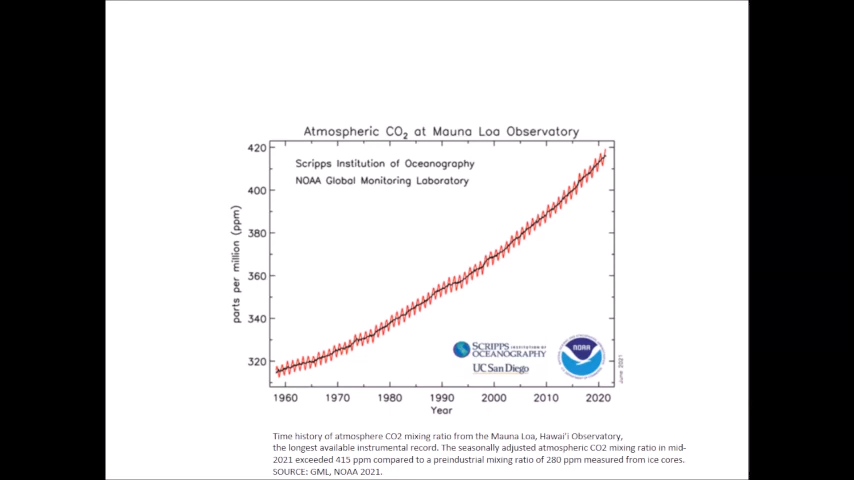 Atmospheric CO2 at Mauna Loa Observatory
Scripps Institution of Oceanography
NOAA Global Monitoring Laboratory
parts per million (ppm)
420
400
380
360
340
320
1960
1970
1980
1990
2000
2010
2020
Year
SCRIPPS INSTITUTION OF
OCEANOGRAPHY
UC San Diego
NOAA
June 2021
Time history of atmosphere CO2 mixing ratio from the Mauna Loa, Hawai'i Observatory,
the longest available instrumental record. The seasonally adjusted atmospheric CO2 mixing ratio in mid-
2021 exceeded 415 ppm compared to a preindustrial mixing ratio of 280 ppm measured from ice cores.
SOURCE: GML, NOAA 2021.